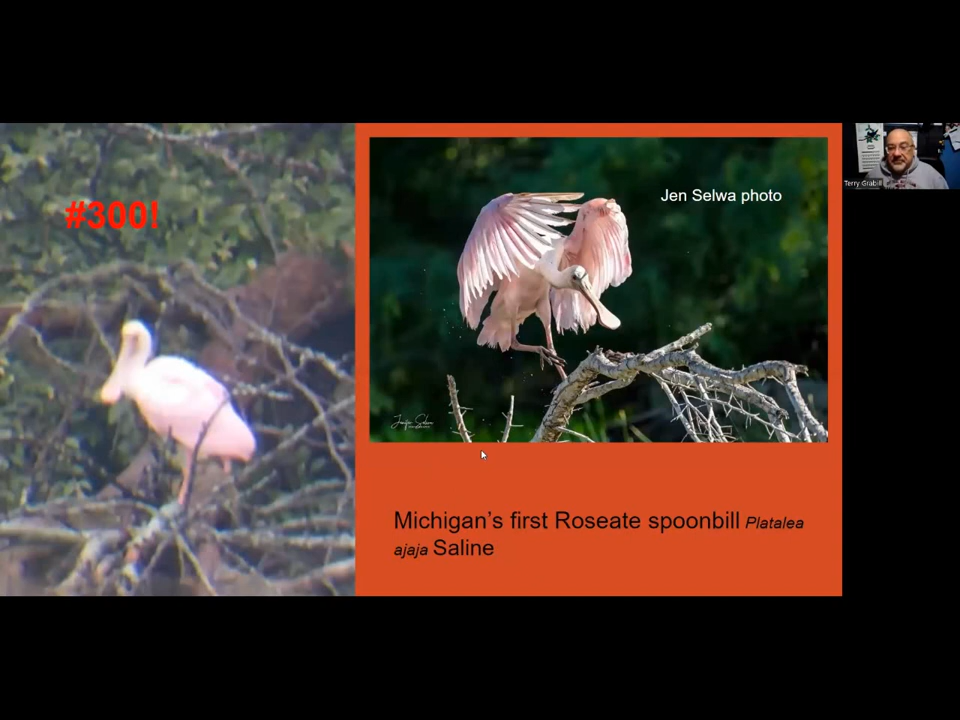 #300!
Jen Selwa photo
Michigan's first Roseate spoonbill Platalea
ajaja Saline
Terry Grabill